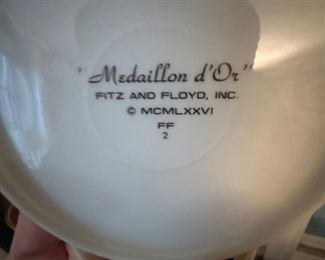 "Medaillon d'Or"
FITZ AND FLOYD, INC.
© MCMLXXVI
FF
2